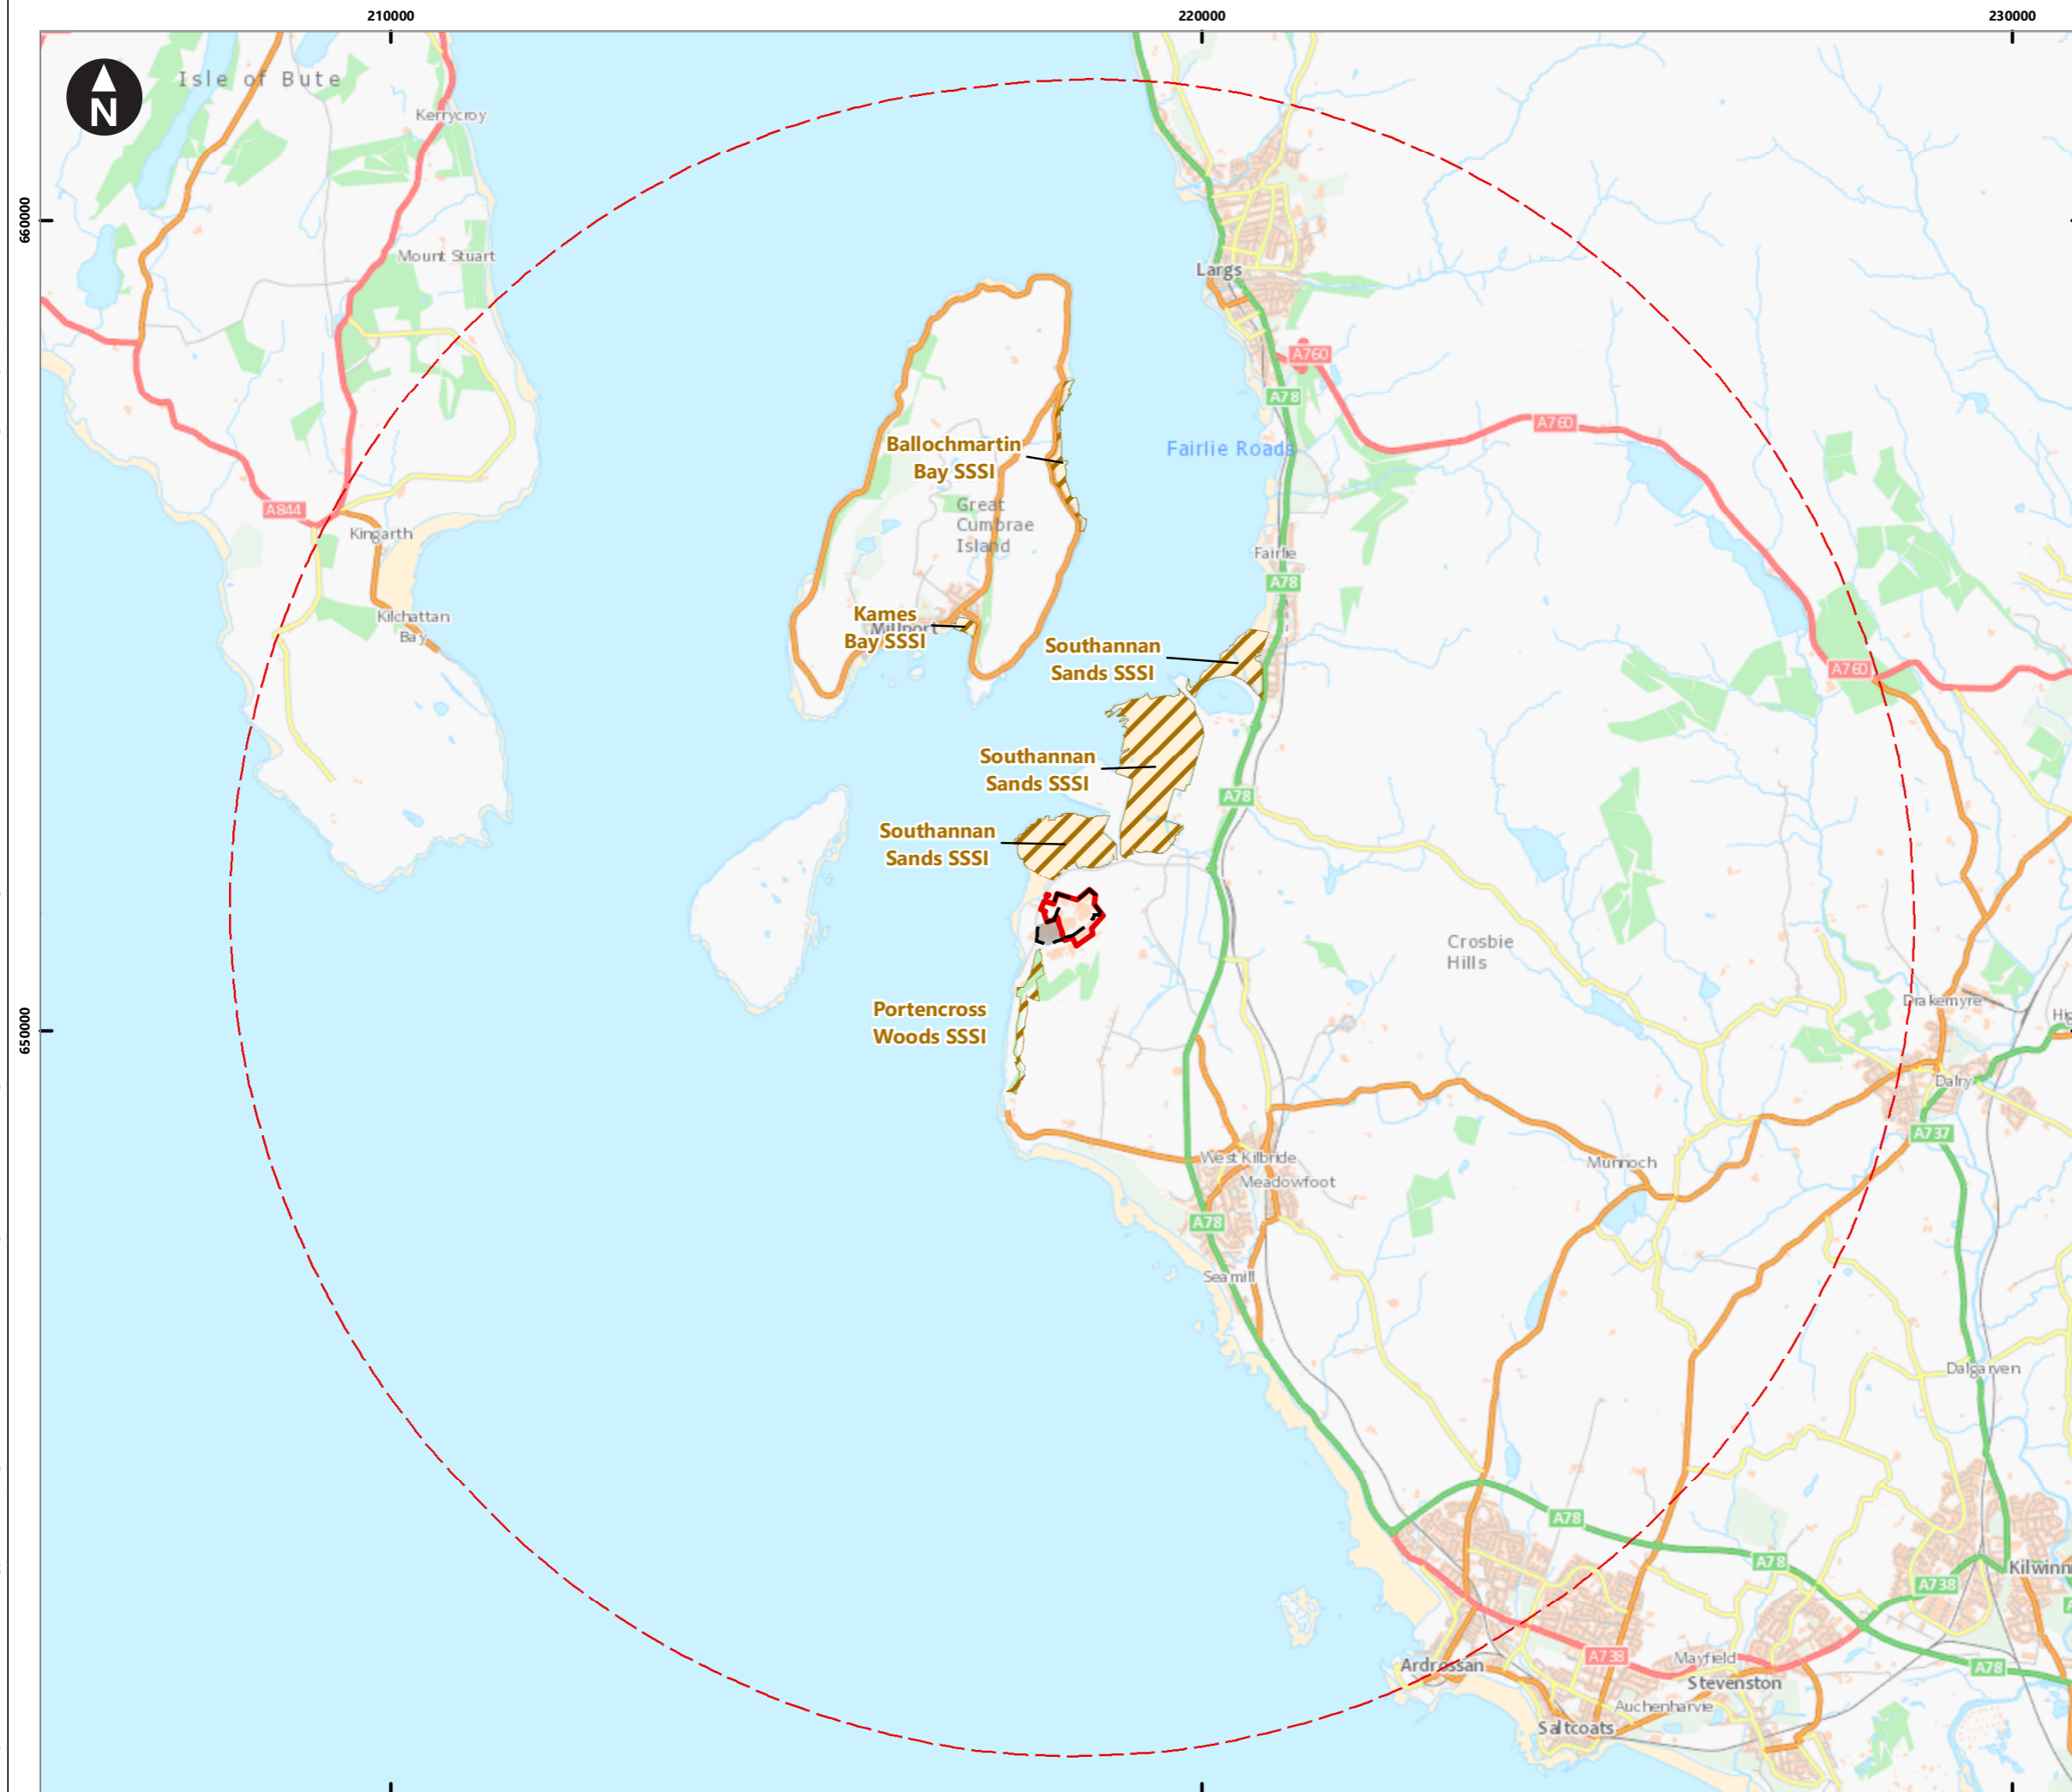 210000
220000
230000
N
Isle of Bute
Kerrycroy
660000
Mount Stuart
Largs
A760
A78
A760
Ballochmartin
Bay SSSI
Fairlie Roads
A844
Great
Cumbrae
Island
Kingarth
Fairlie
A78
Kames
Bay SSSI
Millport
Kilchattan
Bay
Southannan
Sands SSSI
A760
Southannan
Sands SSSI
A78
Southannan
Sands SSSI
Crosbie
Hills
Drakemyre
Portencross
Woods SSSI
650000
Hig
Dalry
A737
West Kilbride
Munnoch
Meadowfoot
A78
Seamill
Dalgarven
A78
A78
Kilwinn
A738
Ardrossan
A738
Mayfield
A78
Stevenston
Auchenharvie
Saltcoats